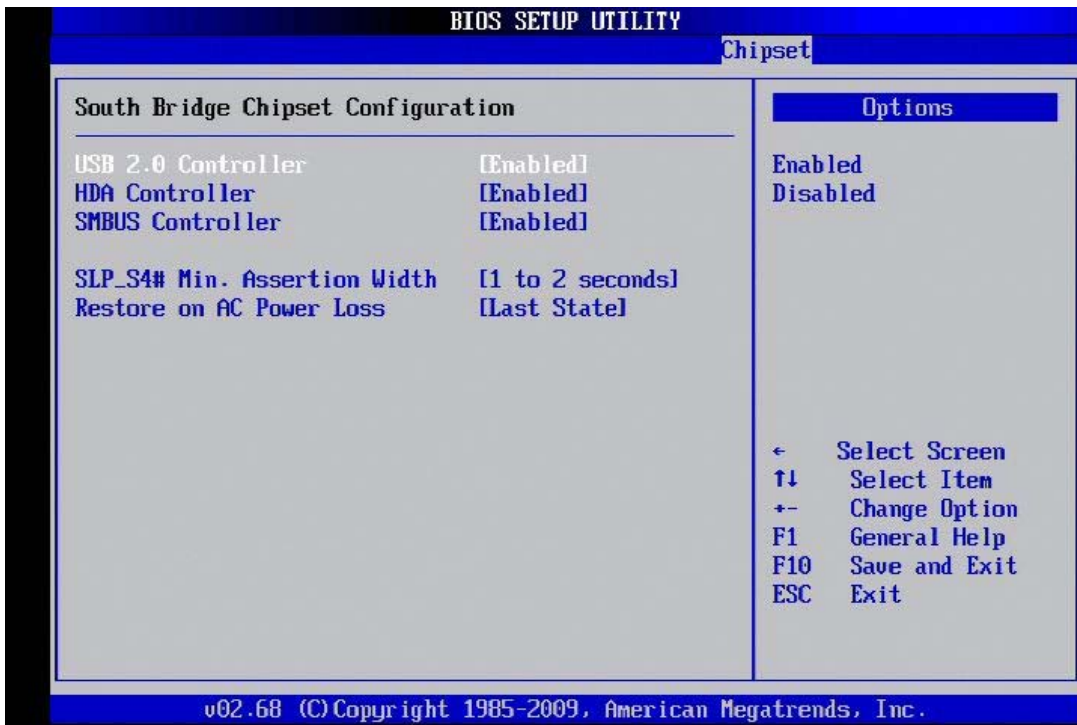 BIOS SETUP UTILITY
Chipset
South Bridge Chipset Configuration
USB 2.0 Controller [Enabled]
HDA Controller [Enabled]
SMBUS Controller [Enabled]
SLP_S4# Min. Assertion Width [1 to 2 seconds]
Restore on AC Power Loss [Last State]
Options
Enabled
Disabled
← Select Screen
↑↓ Select Item
+- Change Option
F1 General Help
F10 Save and Exit
ESC Exit
v02.68 (C)Copyright 1985-2009, American Megatrends, Inc.